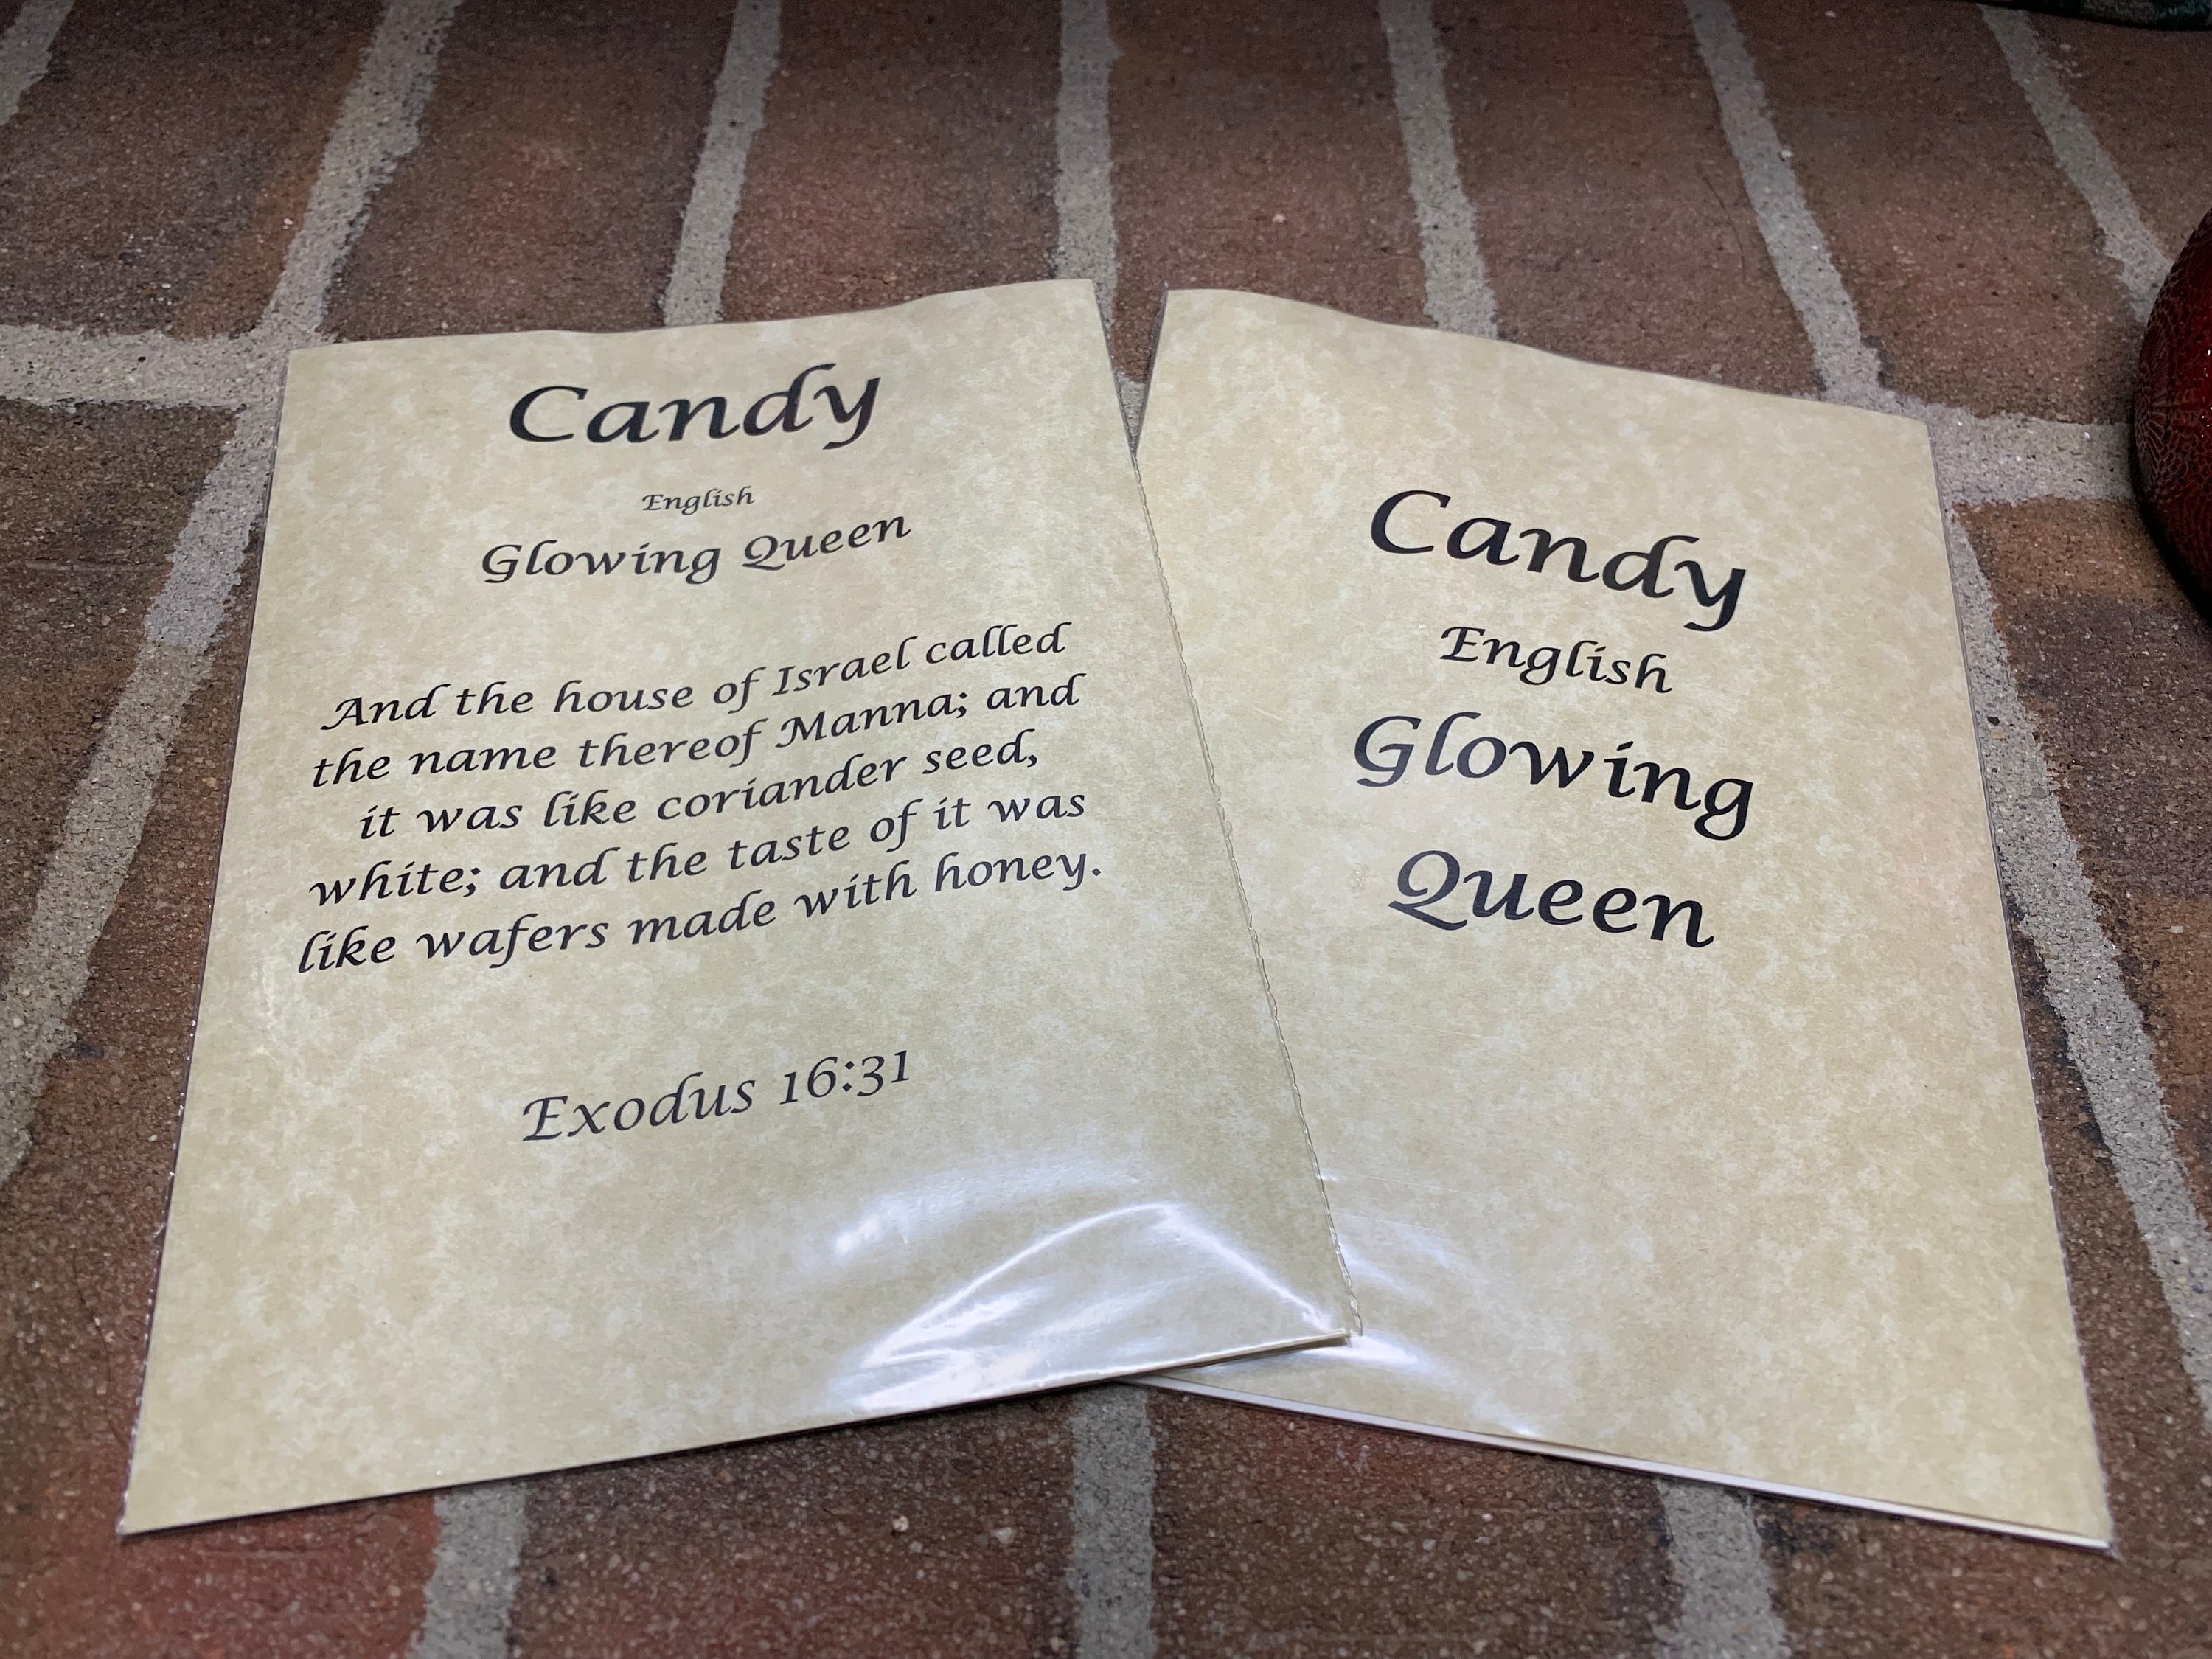 Candy
English
Glowing Queen
And the house of Israel called
the name thereof Manna; and
it was like coriander seed,
white; and the taste of it was
like wafers made with honey.
Exodus 16:31
Candy
English
Glowing
Queen